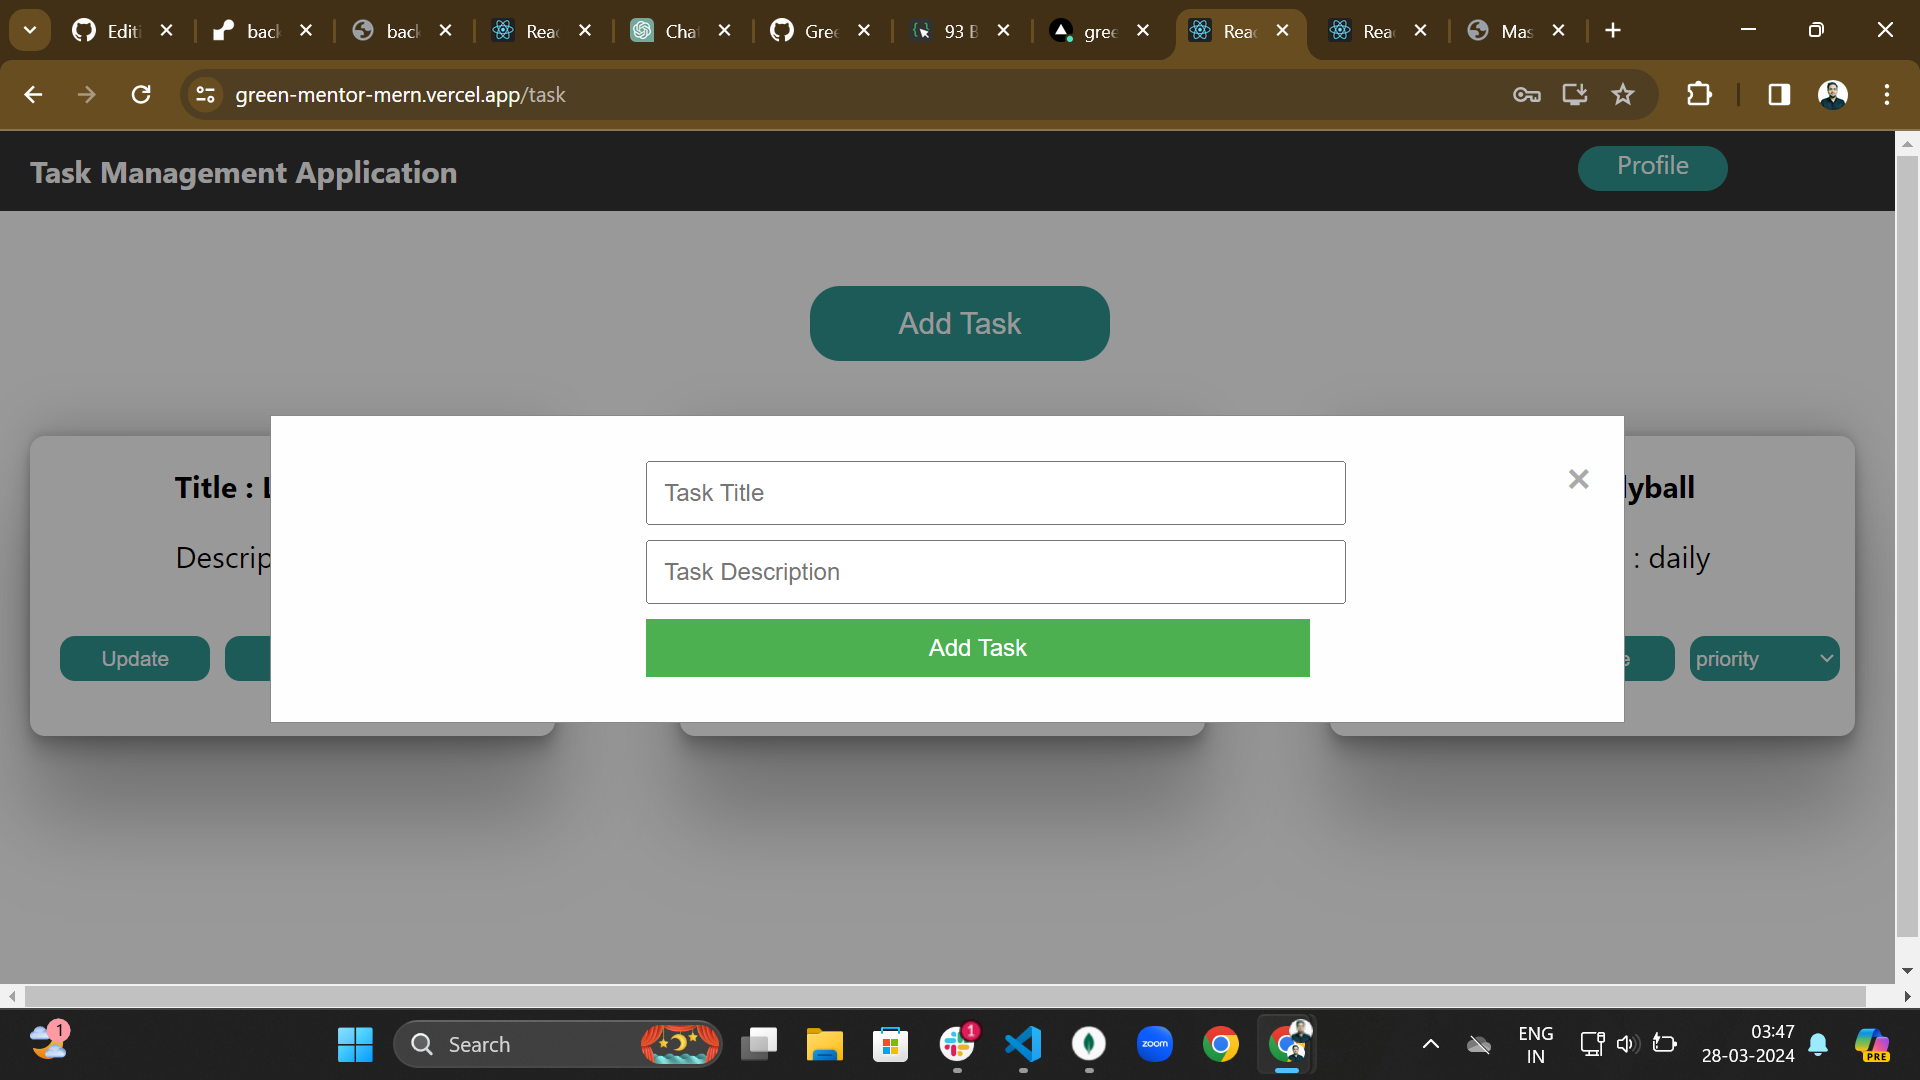 Editi
back
back
Reac
Chat
Gree
93 B
gree
Reac
Reac
Mas
green-mentor-mern.vercel.app/task
Task Management Application
Profile
Add Task
Task Title
Task Description
Add Task
Title : L
Descrip
Update
lyball
: daily
e
priority
1
Search
1
zoom
ENG
IN
03:47
28-03-2024
PRE